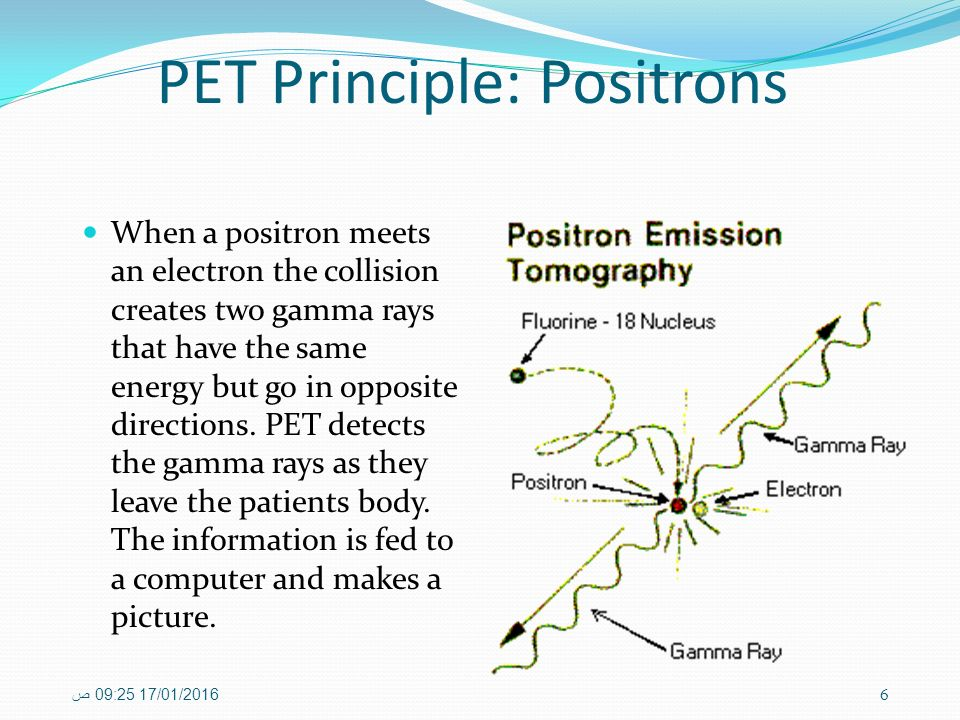 PET Principle: Positrons
When a positron meets
an electron the collision
creates two gamma rays
that have the same
energy but go in opposite
directions. PET detects
the gamma rays as they
leave the patients body.
The information is fed to
a computer and makes a
picture.
Positron Emission
Tomography
Fluorine - 18 Nucleus
Gamma Ray
Positron
Electron
Gamma Ray
17/01/2016 09:25 ص
6